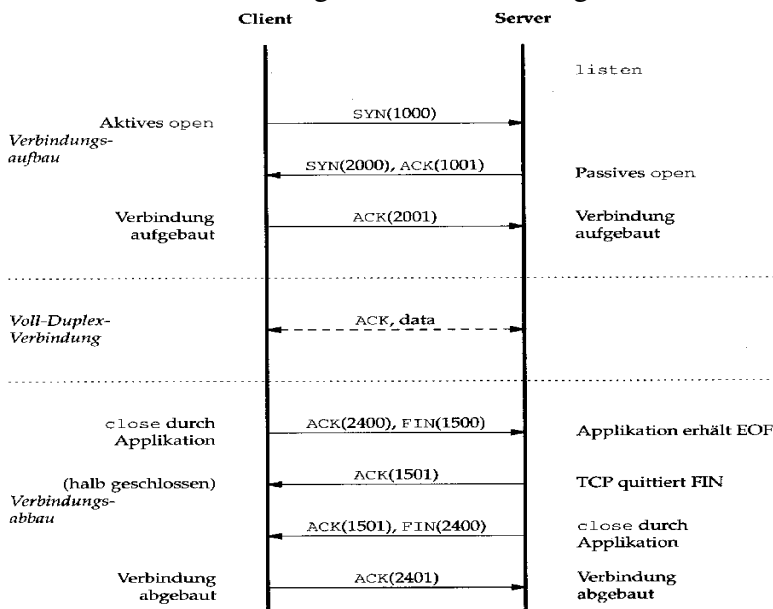 Client Server
listen
SYN(1000)
Aktives open
Verbindungs-
aufbau
SYN(2000), ACK(1001)
Passives open
Verbindung
aufgebaut
ACK(2001)
Verbindung
aufgebaut
Voll-Duplex-
Verbindung
ACK, data
close durch
Applikation
ACK(2400), FIN(1500)
Applikation erhält EOF
(halb geschlossen)
ACK(1501)
TCP quittiert FIN
Verbindungs-
abbau
ACK(1501), FIN(2400)
close durch
Applikation
Verbindung
abgebaut
ACK(2401)
Verbindung
abgebaut